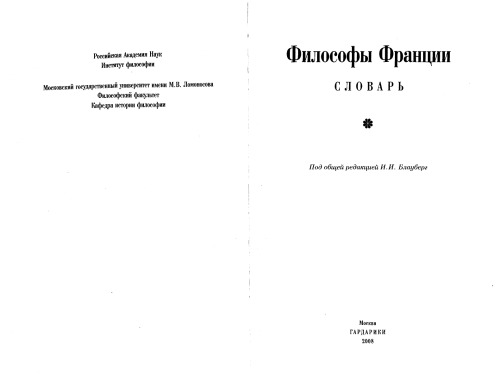 Российская Академия Наук
Институт философии
Московский государственный университет имени М.В. Ломоносова
Философский факультет
Кафедра истории философии
Философы Франции
СЛОВАРЬ
Под общей редакцией И.И. Блауберг
Москва
ГАРДАРИКИ
2008